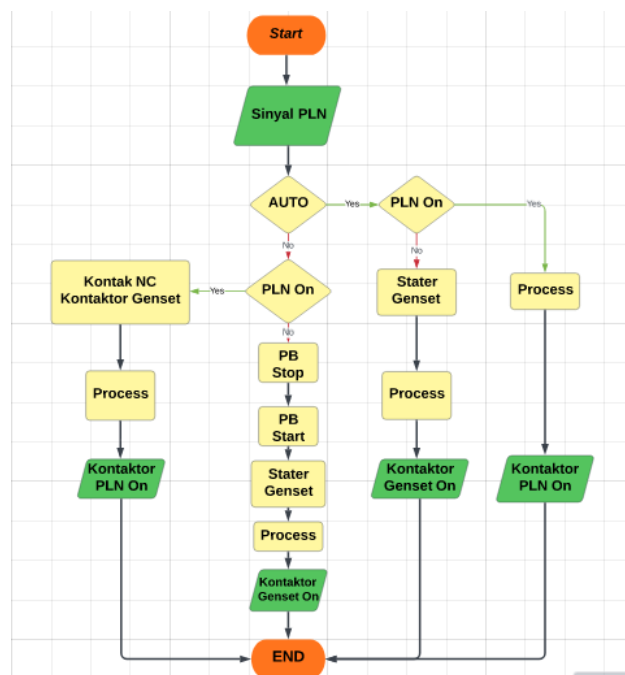 Start
Sinyal PLN
AUTO
Yes
PLN On
Yes
No
No
Kontak NC
Kontaktor Genset
Yes
PLN On
Stater
Genset
Process
No
PB
Stop
Process
Process
PB
Start
Kontaktor
PLN On
Stater
Genset
Kontaktor
Genset On
Kontaktor
PLN On
Process
Kontaktor
Genset On
END